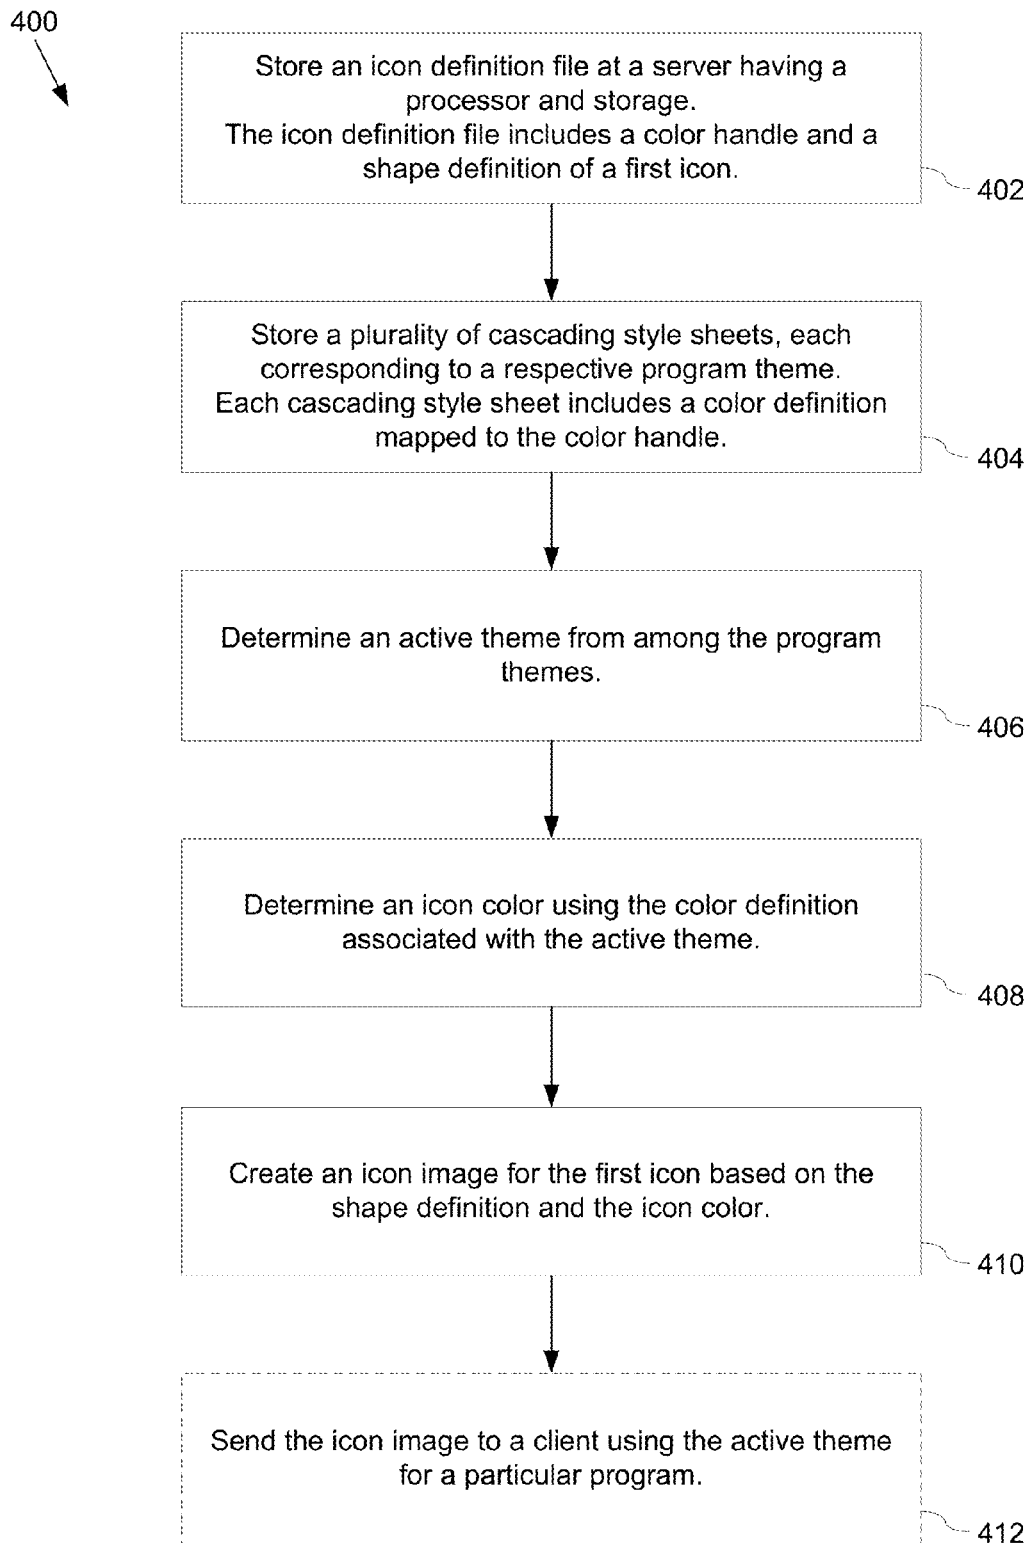 400
Store an icon definition file at a server having a
processor and storage.
The icon definition file includes a color handle and a
shape definition of a first icon.
402
Store a plurality of cascading style sheets, each
corresponding to a respective program theme.
Each cascading style sheet includes a color definition
mapped to the color handle.
404
Determine an active theme from among the program
themes.
406
Determine an icon color using the color definition
associated with the active theme.
408
Create an icon image for the first icon based on the
shape definition and the icon color.
410
Send the icon image to a client using the active theme
for a particular program.
412